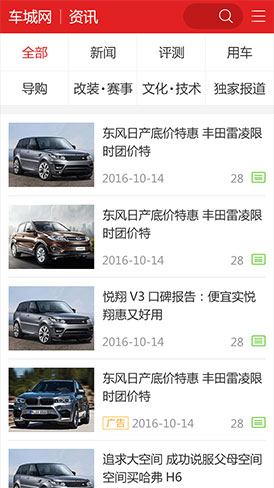 车城网 | 资讯
全部 新闻 评测 用车
导购 改装·赛事 文化·技术 独家报道
东风日产底价特惠 丰田雷凌限
时团价特
2016-10-14 28
东风日产底价特惠 丰田雷凌限
时团价特
2016-10-14 28
悦翔 V3 口碑报告：便宜实悦
翔惠又好用
2016-10-14 28
东风日产底价特惠 丰田雷凌限
时团价特
广告 2016-10-14 28
追求大空间 成功说服父母空间
空间买哈弗 H6